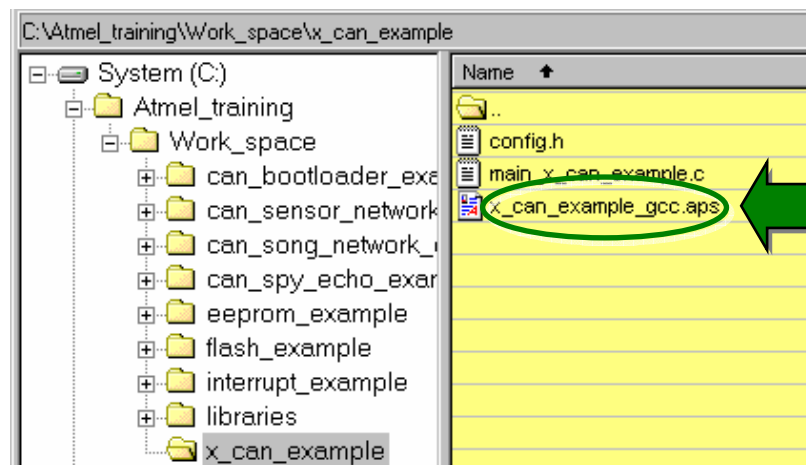 C:\Atmel_training\Work_space\x_can_example
System (C:)
Atmel_training
Work_space
can_bootloader_exa
can_sensor_network
can_song_network_
can_spy_echo_exar
eeprom_example
flash_example
interrupt_example
libraries
x_can_example
Name
..
config.h
main_x_can_example.c
x_can_example_gcc.aps